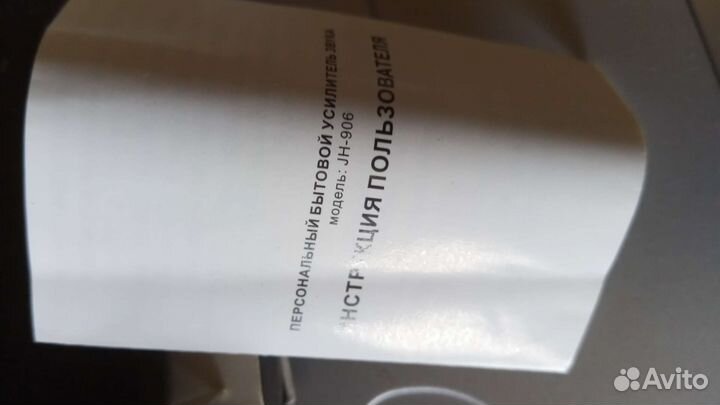 ПЕРСОНАЛЬНЫЙ БЫТОВОЙ УСИЛИТЕЛЬ ЗВУКА
модель: JH-906
ИНСТРУКЦИЯ ПОЛЬЗОВАТЕЛЯ
Avito